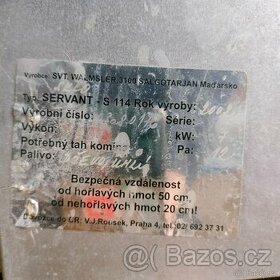 Výrobce: SVT. WALMSLER 3100 SALGOTARJAN Maďarsko
Typ: SERVANT - S 114 Rok výroby:
Výrobní číslo: Série:
Výkon: kW:
Potřebný tah komína Pa: 12
Palivo:
Bezpečná vzdálenost
od hořlavých hmot 50 cm,
od nehořlavých hmot 20 cm!
Dovozce do ČR: V.J.Rousek, Praha 4, tel.:02/ 692 37 31
Bazoš.cz